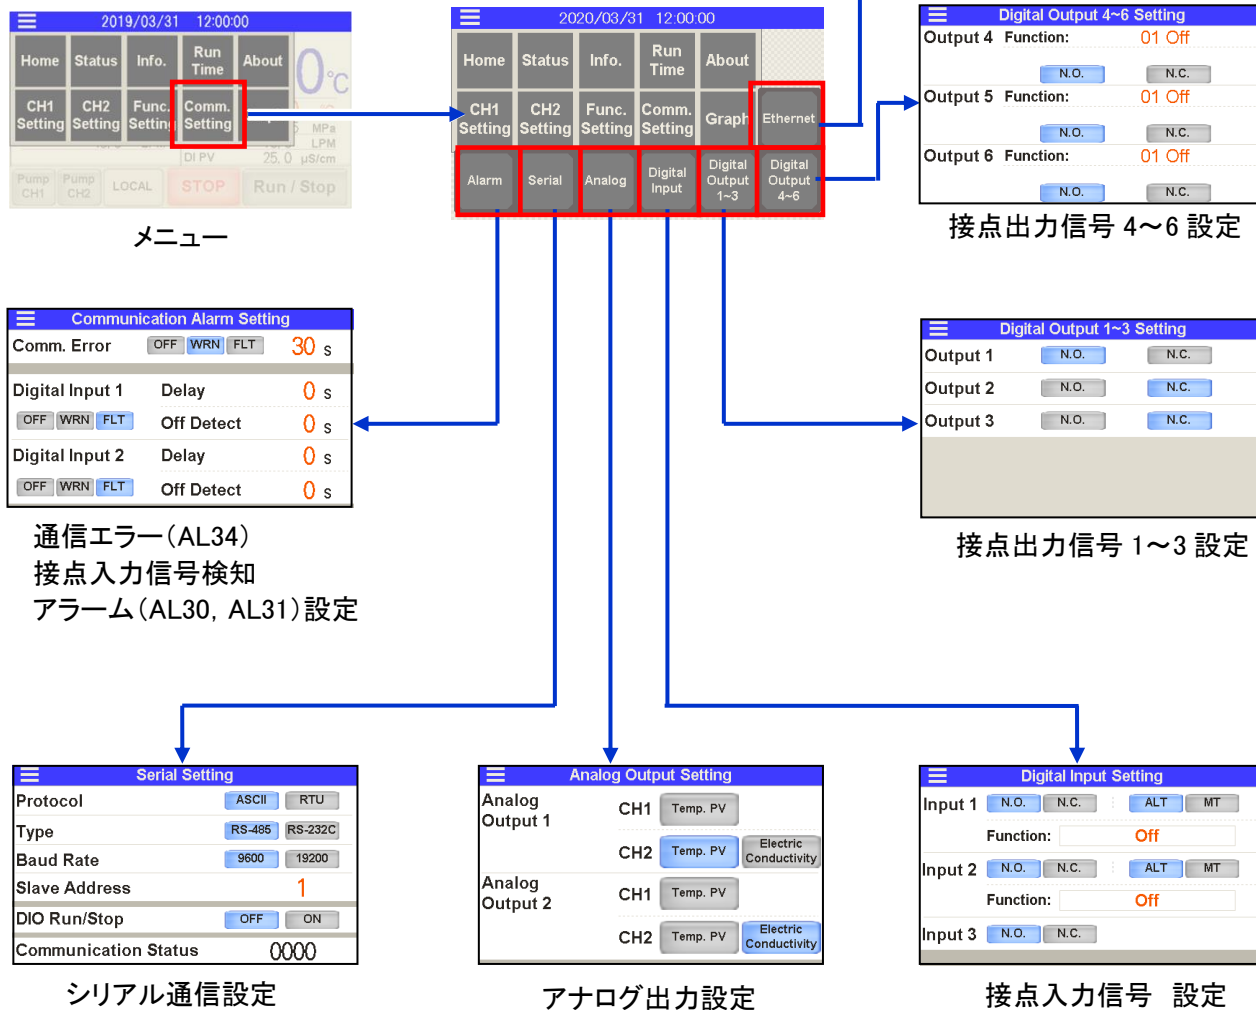 2019/03/31 12:00:00
Home Status Info. Run Time About
CH1 Setting CH2 Setting Func. Setting Comm. Setting
0 ℃
MPa
LPM
DI PV 25.0 μS/cm
Pump CH1 Pump CH2 LOCAL STOP Run / Stop
メニュー
2020/03/31 12:00:00
Home Status Info. Run Time About
CH1 Setting CH2 Setting Func. Setting Comm. Setting Graph Ethernet
Alarm Serial Analog Digital Input Digital Output 1~3 Digital Output 4~6
Digital Output 4~6 Setting
Output 4 Function: 01 Off
N.O. N.C.
Output 5 Function: 01 Off
N.O. N.C.
Output 6 Function: 01 Off
N.O. N.C.
接点出力信号 4～6 設定
Communication Alarm Setting
Comm. Error OFF WRN FLT 30 s
Digital Input 1 Delay 0 s
OFF WRN FLT Off Detect 0 s
Digital Input 2 Delay 0 s
OFF WRN FLT Off Detect 0 s
通信エラー（AL34）
接点入力信号検知
アラーム（AL30, AL31）設定
Digital Output 1~3 Setting
Output 1 N.O. N.C.
Output 2 N.O. N.C.
Output 3 N.O. N.C.
接点出力信号 1～3 設定
Serial Setting
Protocol ASCII RTU
Type RS-485 RS-232C
Baud Rate 9600 19200
Slave Address 1
DIO Run/Stop OFF ON
Communication Status 0000
シリアル通信設定
Analog Output Setting
Analog Output 1 CH1 Temp. PV
CH2 Temp. PV Electric Conductivity
Analog Output 2 CH1 Temp. PV
CH2 Temp. PV Electric Conductivity
アナログ出力設定
Digital Input Setting
Input 1 N.O. N.C. ALT MT
Function: Off
Input 2 N.O. N.C. ALT MT
Function: Off
Input 3 N.O. N.C.
接点入力信号 設定